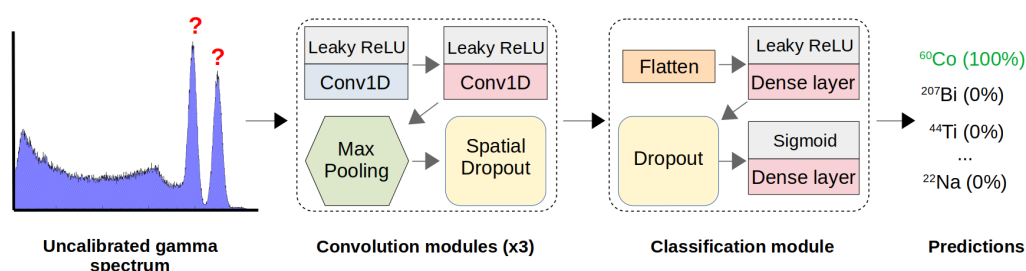 ?
?
Leaky ReLU
Conv1D
Leaky ReLU
Conv1D
Max
Pooling
Spatial
Dropout
Flatten
Leaky ReLU
Dense layer
Dropout
Sigmoid
Dense layer
⁶⁰Co (100%)
²⁰⁷Bi (0%)
⁴⁴Ti (0%)
...
²²Na (0%)
Uncalibrated gamma
spectrum
Convolution modules (x3)
Classification module
Predictions